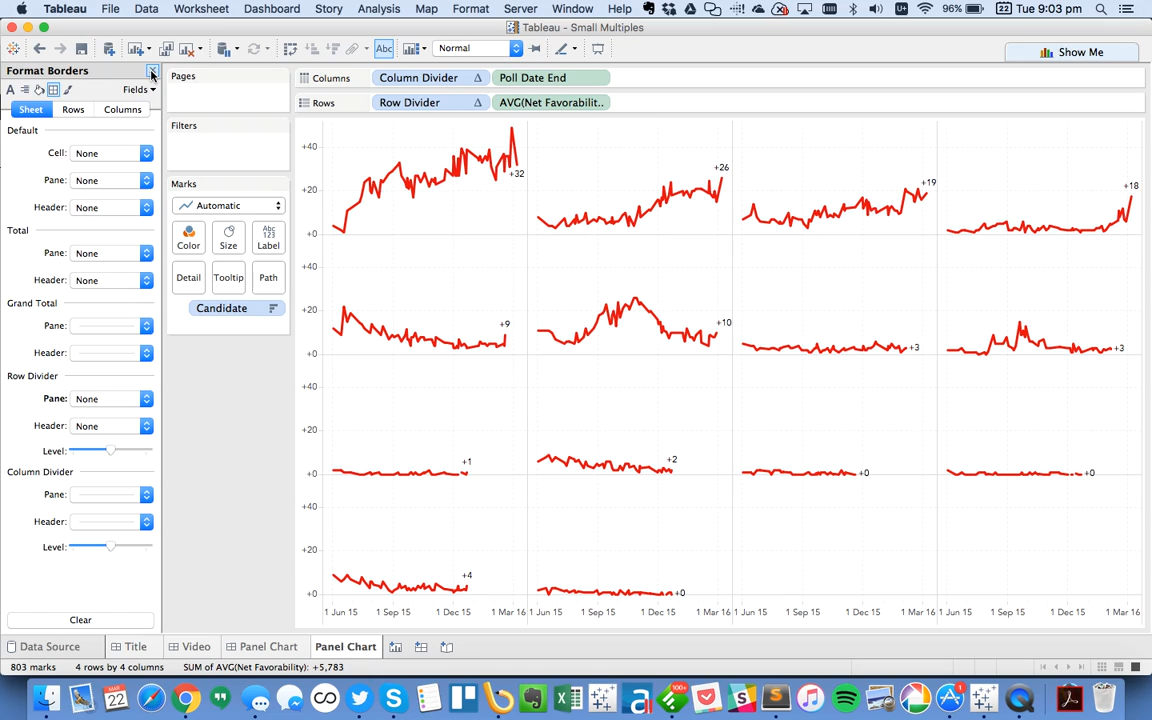 Tableau File Data Worksheet Dashboard Story Analysis Map Format Server Window Help 96% 22 Tue 9:03 pm
Tableau - Small Multiples
Abc Normal Show Me
Format Borders
Fields
Sheet Rows Columns
Default
Cell: None
Pane: None
Header: None
Total
Pane: None
Header: None
Grand Total
Pane:
Header:
Row Divider
Pane: None
Header: None
Level:
Column Divider
Pane:
Header:
Level:
Clear
Pages
Filters
Marks
Automatic
Color Size Abc 123 Label
Detail Tooltip Path
Candidate
Columns Column Divider Δ Poll Date End
Rows Row Divider Δ AVG(Net Favorabilit..
+40
+20
+0
+32 +26 +19 +18
+40
+20
+0
+9 +10 +3 +3
+40
+20
+0
+1 +2 +0 +0
+40
+20
+0
+4 +0
1 Jun 15 1 Sep 15 1 Dec 15 1 Mar 16 1 Jun 15 1 Sep 15 1 Dec 15 1 Mar 16 1 Jun 15 1 Sep 15 1 Dec 15 1 Mar 16 1 Jun 15 1 Sep 15 1 Dec 15 1 Mar 16
Data Source Title Video Panel Chart Panel Chart
803 marks 4 rows by 4 columns SUM of AVG(Net Favorability): +5,783
MAR 22 100+ 1